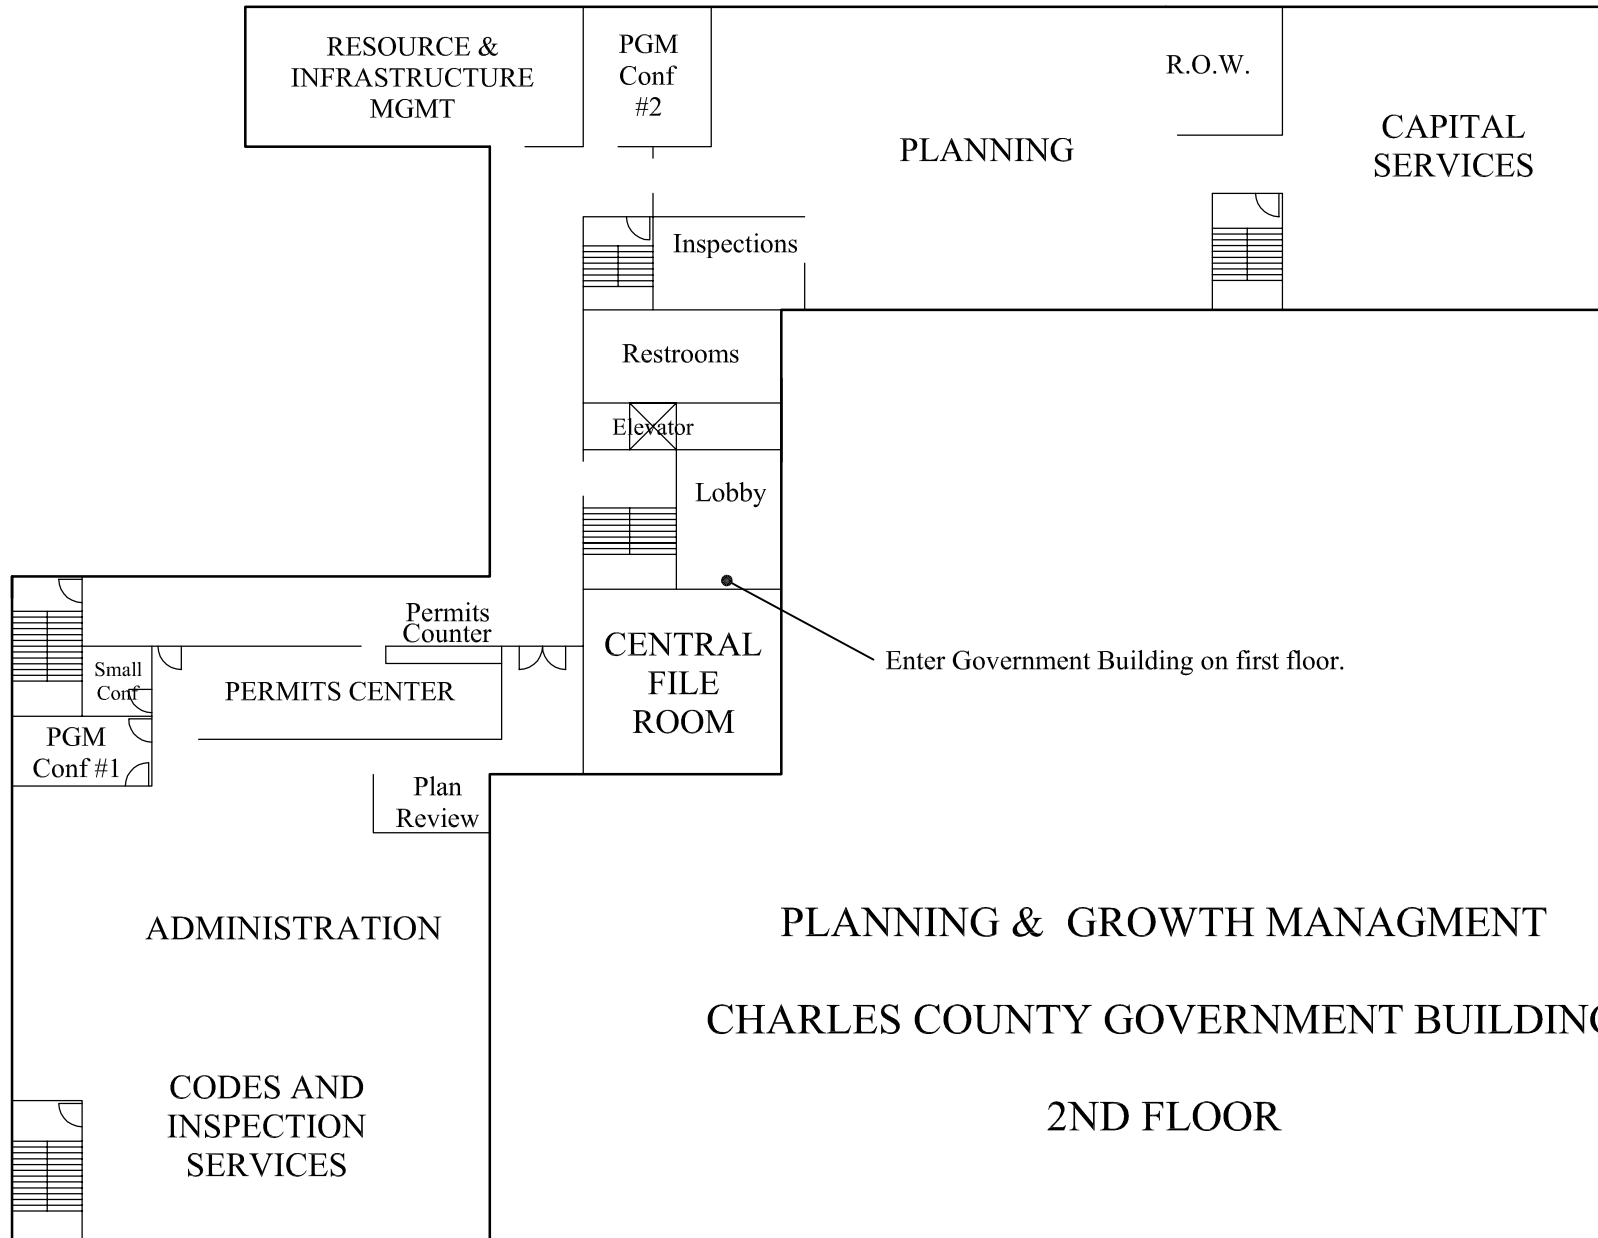 RESOURCE &
INFRASTRUCTURE
MGMT
PGM
Conf
#2
R.O.W.
PLANNING
CAPITAL
SERVICES
Inspections
Restrooms
Elevator
Lobby
Permits
Counter
Small
Conf
PERMITS CENTER
CENTRAL
FILE
ROOM
Enter Government Building on first floor.
PGM
Conf #1
Plan
Review
ADMINISTRATION
CODES AND
INSPECTION
SERVICES
PLANNING & GROWTH MANAGMENT
CHARLES COUNTY GOVERNMENT BUILDING
2ND FLOOR